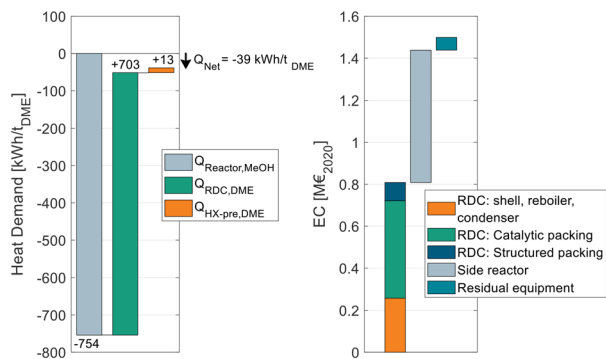 100
0
-100
-200
-300
-400
-500
-600
-700
-800
Heat Demand [kWh/t_DME]
+703
+13
-754
Q_Net = -39 kWh/t_DME
Q_Reactor,MeOH
Q_RDC,DME
Q_HX-pre,DME
1.6
1.4
1.2
1
0.8
0.6
0.4
0.2
0
EC [M€_2020]
RDC: shell, reboiler,
condenser
RDC: Catalytic packing
RDC: Structured packing
Side reactor
Residual equipment